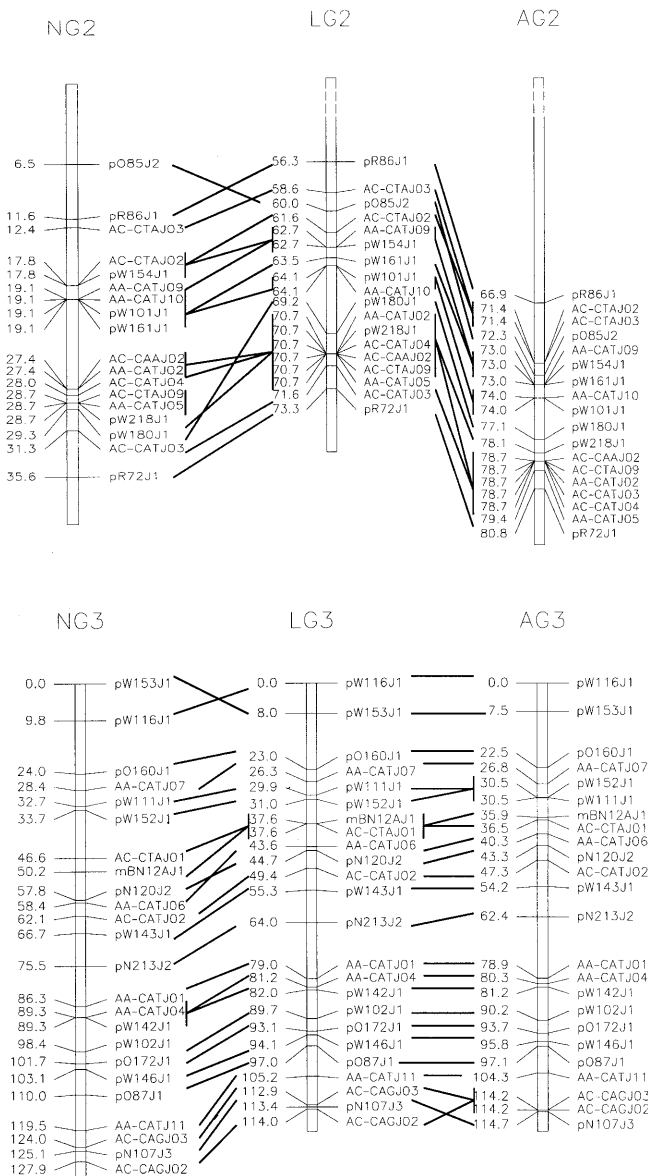 NG2
6.5 pO85J2
11.6 pR86J1
12.4 AC-CTAJ03
17.8 AC-CTAJ02
17.8 pW154J1
19.1 AA-CATJ09
19.1 AA-CATJ10
19.1 pW101J1
19.1 pW161J1
27.4 AC-CAAJ02
27.4 AA-CATJ02
28.0 AC-CATJ04
28.7 AC-CTAJ09
28.7 AA-CATJ05
28.7 pW218J1
29.3 pW180J1
31.3 AC-CATJ03
35.6 pR72J1
LG2
56.3 pR86J1
58.6 AC-CTAJ03
60.0 pO85J2
61.6 AC-CTAJ02
62.7 AA-CATJ09
62.7 pW154J1
63.5 pW161J1
64.1 pW101J1
64.1 AA-CATJ10
69.2 pW180J1
70.7 AA-CATJ02
70.7 pW218J1
70.7 AC-CATJ04
70.7 AC-CAAJ02
70.7 AC-CTAJ09
70.7 AA-CATJ05
71.6 AC-CATJ03
73.3 pR72J1
AG2
66.9 pR86J1
71.4 AC-CTAJ02
71.4 AC-CTAJ03
72.3 pO85J2
73.0 AA-CATJ09
73.0 pW154J1
73.0 pW161J1
74.0 AA-CATJ10
74.0 pW101J1
77.1 pW180J1
78.1 pW218J1
78.7 AC-CAAJ02
78.7 AC-CTAJ09
78.7 AA-CATJ02
78.7 AC-CATJ03
78.7 AC-CATJ04
79.4 AA-CATJ05
80.8 pR72J1
NG3
0.0 pW153J1
9.8 pW116J1
24.0 pO160J1
28.4 AA-CATJ07
32.7 pW111J1
33.7 pW152J1
46.6 AC-CTAJ01
50.2 mBN12AJ1
57.8 pN120J2
58.4 AA-CATJ06
62.1 AC-CATJ02
66.7 pW143J1
75.5 pN213J2
86.3 AA-CATJ01
89.3 AA-CATJ04
89.3 pW142J1
98.4 pW102J1
101.7 pO172J1
103.1 pW146J1
110.0 pO87J1
119.5 AA-CATJ11
124.0 AC-CAGJ03
125.1 pN107J3
127.9 AC-CAGJ02
LG3
0.0 pW116J1
8.0 pW153J1
23.0 pO160J1
26.3 AA-CATJ07
29.9 pW111J1
31.0 pW152J1
37.6 mBN12AJ1
37.6 AC-CTAJ01
43.6 AA-CATJ06
44.7 pN120J2
49.4 AC-CATJ02
55.3 pW143J1
64.0 pN213J2
79.0 AA-CATJ01
81.2 AA-CATJ04
82.0 pW142J1
89.7 pW102J1
93.1 pO172J1
94.1 pW146J1
97.0 pO87J1
105.2 AA-CATJ11
112.9 AC-CAGJ03
113.4 pN107J3
114.0 AC-CAGJ02
AG3
0.0 pW116J1
7.5 pW153J1
22.5 pO160J1
26.8 AA-CATJ07
30.5 pW152J1
30.5 pW111J1
35.9 mBN12AJ1
36.5 AC-CTAJ01
40.3 AA-CATJ06
43.3 pN120J2
47.3 AC-CATJ02
54.2 pW143J1
62.4 pN213J2
78.9 AA-CATJ01
80.3 AA-CATJ04
81.2 pW142J1
90.2 pW102J1
93.7 pO172J1
95.8 pW146J1
97.1 pO87J1
104.3 AA-CATJ11
114.2 AC-CAGJ03
114.2 AC-CAGJ02
114.7 pN107J3